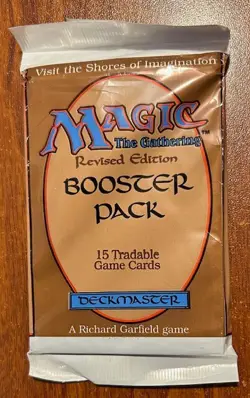 Visit the Shores of Imagination
MAGIC
The Gathering™
Revised Edition
BOOSTER
PACK
15 Tradable
Game Cards
DECKMASTER
A Richard Garfield game